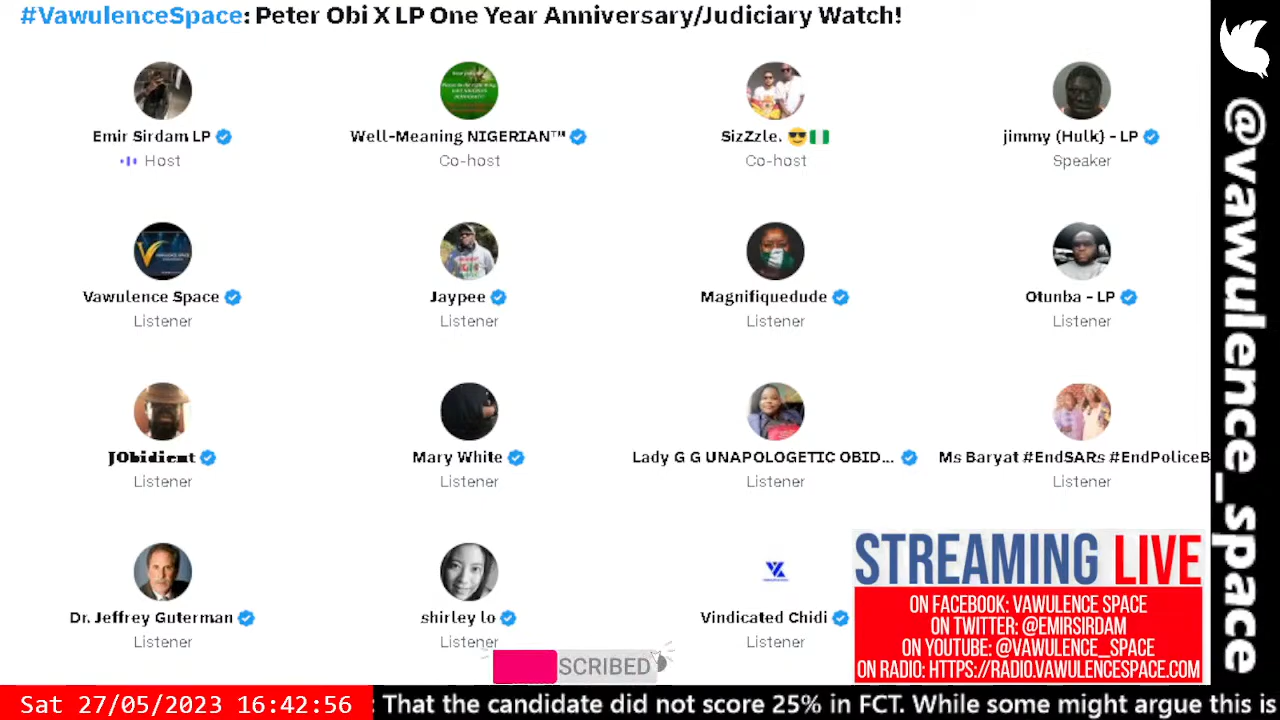 #VawulenceSpace: Peter Obi X LP One Year Anniversary/Judiciary Watch!
Emir Sirdam LP
Host
Well-Meaning NIGERIAN™
Co-host
SizZzle. 😎🇳🇬
Co-host
jimmy (Hulk) - LP
Speaker
Vawulence Space
Listener
Jaypee
Listener
Magnifiquedude
Listener
Otunba - LP
Listener
JObidient
Listener
Mary White
Listener
Lady G G UNAPOLOGETIC OBID...
Listener
Ms Baryat #EndSARs #EndPoliceB
Listener
Dr. Jeffrey Guterman
Listener
shirley lo
Listener
Vindicated Chidi
Listener
STREAMING LIVE
ON FACEBOOK: VAWULENCE SPACE
ON TWITTER: @EMIRSIRDAM
ON YOUTUBE: @VAWULENCE_SPACE
ON RADIO: HTTPS://RADIO.VAWULENCESPACE.COM
SCRIBED
Sat 27/05/2023 16:42:56
: That the candidate did not score 25% in FCT. While some might argue this is
@vawulence_space